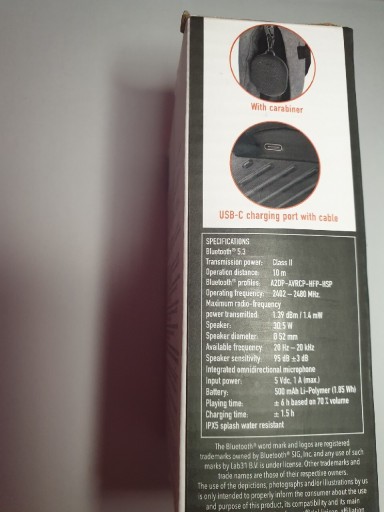 With carabiner
USB-C charging port with cable
SPECIFICATIONS
Bluetooth™ 5.3
Transmission power: Class II
Operation distance: 10 m
Bluetooth™ profiles: A2DP-AVRCP-HFP-HSP
Operating frequency: 2402 – 2480 MHz.
Maximum radio-frequency
power transmitted: 1.39 dBm / 1.4 mW
Speaker:
Speaker diameter: Ø 52 mm
Available frequency 20 Hz – 20 kHz
Speaker sensitivity 95 dB ±3 dB
Integrated omnidirectional microphone
Input power: 5 Vdc, 1 A (max.)
Battery: 500 mAh Li-Polymer (1.85 Wh)
Playing time: ± 6 h based on 70 % volume
Charging time: ± 1.5 h
IPX5 splash water resistant
The Bluetooth® word mark and logos are registered
trademarks owned by Bluetooth® SIG, Inc. and any use of such
marks by Lab31 B.V. is under license. Other trademarks and
trade names are those of their respective owners.
The use of the depictions, photographs and/or illustrations by us
is only intended to properly inform the consumer about the use
and purpose of this product, its compatibility and its main
affiliation